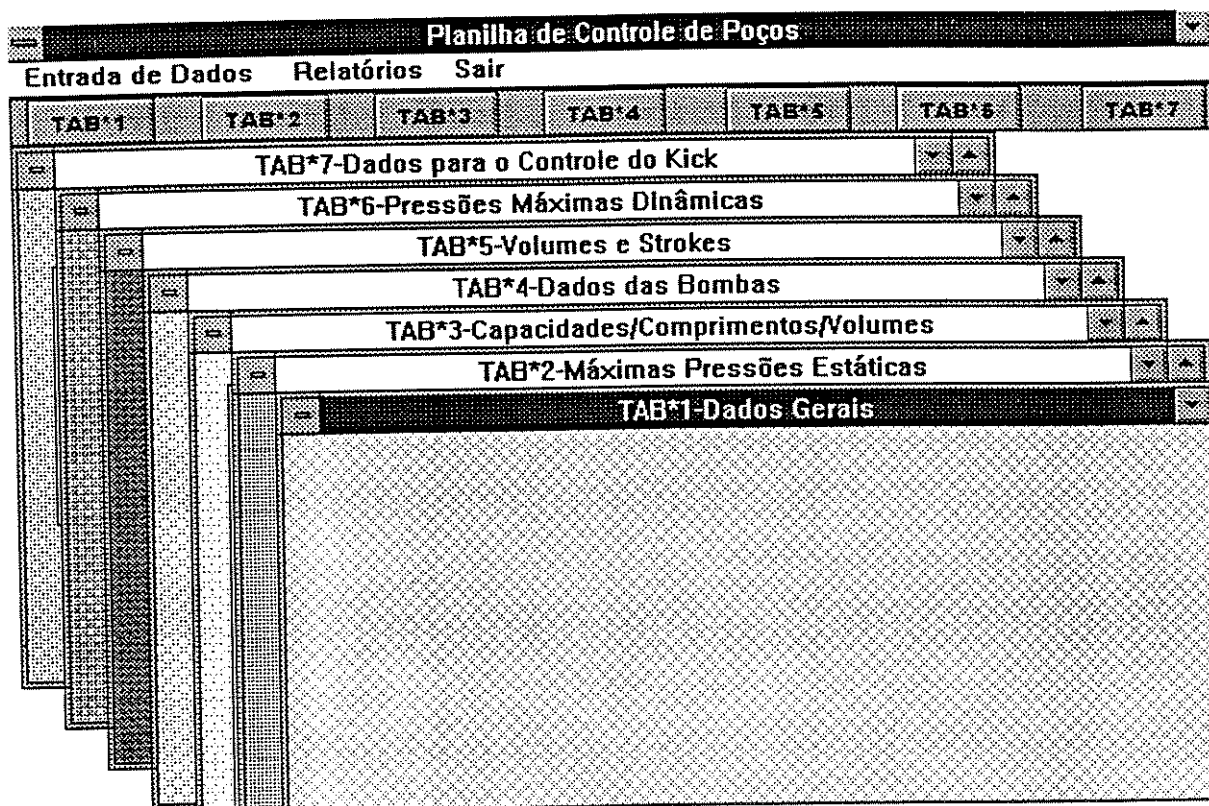 Planilha de Controle de Poços
Entrada de Dados Relatórios Sair
TAB*1 TAB*2 TAB*3 TAB*4 TAB*5 TAB*6 TAB*7
TAB*7-Dados para o Controle do Kick
TAB*6-Pressões Máximas DInâmicas
TAB*5-Volumes e Strokes
TAB*4-Dados das Bombas
TAB*3-Capacidades/Comprimentos/Volumes
TAB*2-Máximas Pressões Estáticas
TAB*1-Dados Gerais